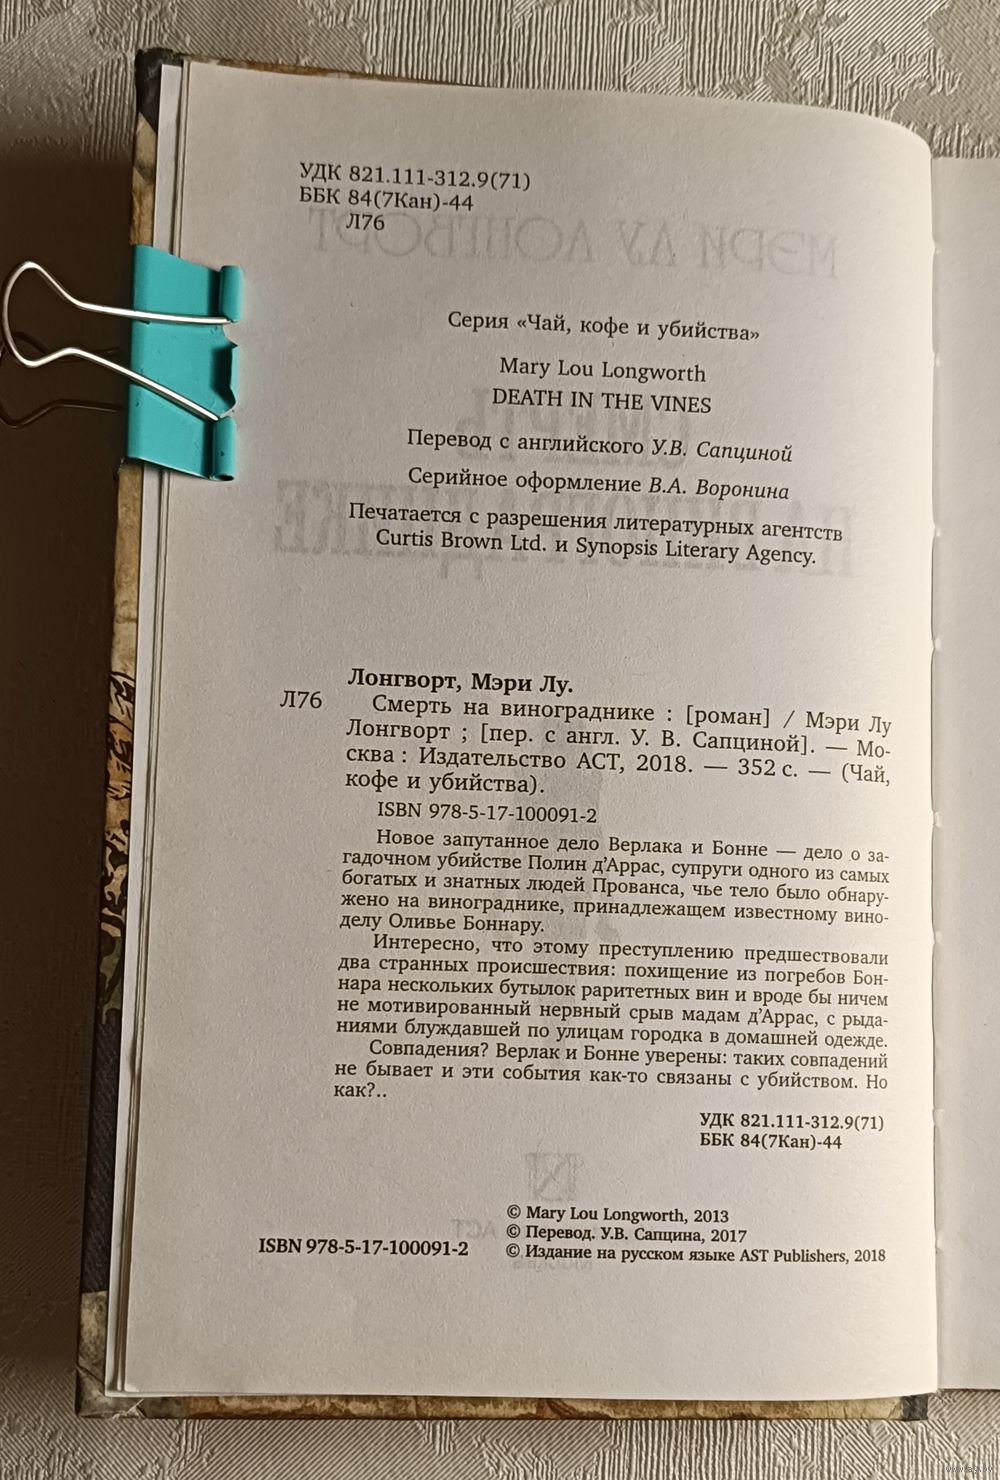 УДК 821.111-312.9(71)
ББК 84(7Кан)-44
Л76
Серия «Чай, кофе и убийства»
Mary Lou Longworth
DEATH IN THE VINES
Перевод с английского У.В. Сапциной
Серийное оформление В.А. Воронина
Печатается с разрешения литературных агентств
Curtis Brown Ltd. и Synopsis Literary Agency.
Лонгворт, Мэри Лу.
Л76 Смерть на винограднике : [роман] / Мэри Лу
Лонгворт ; [пер. с англ. У. В. Сапциной]. — Мо-
сква : Издательство АСТ, 2018. — 352 с. — (Чай,
кофе и убийства).
ISBN 978-5-17-100091-2
Новое запутанное дело Верлака и Бонне — дело о за-
гадочном убийстве Полин д’Аррас, супруги одного из самых
богатых и знатных людей Прованса, чье тело было обнару-
жено на винограднике, принадлежащем известному вино-
делу Оливье Боннару.
Интересно, что этому преступлению предшествовали
два странных происшествия: похищение из погребов Бон-
нара нескольких бутылок раритетных вин и вроде бы ничем
не мотивированный нервный срыв мадам д’Аррас, с рыда-
ниями блуждавшей по улицам городка в домашней одежде.
Совпадения? Верлак и Бонне уверены: таких совпадений
не бывает и эти события как-то связаны с убийством. Но
как?..
УДК 821.111-312.9(71)
ББК 84(7Кан)-44
© Mary Lou Longworth, 2013
© Перевод. У.В. Сапцина, 2017
ISBN 978-5-17-100091-2 © Издание на русском языке AST Publishers, 2018